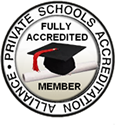 • PRIVATE SCHOOLS ACCREDITATION ALLIANCE
FULLY
ACCREDITED
MEMBER